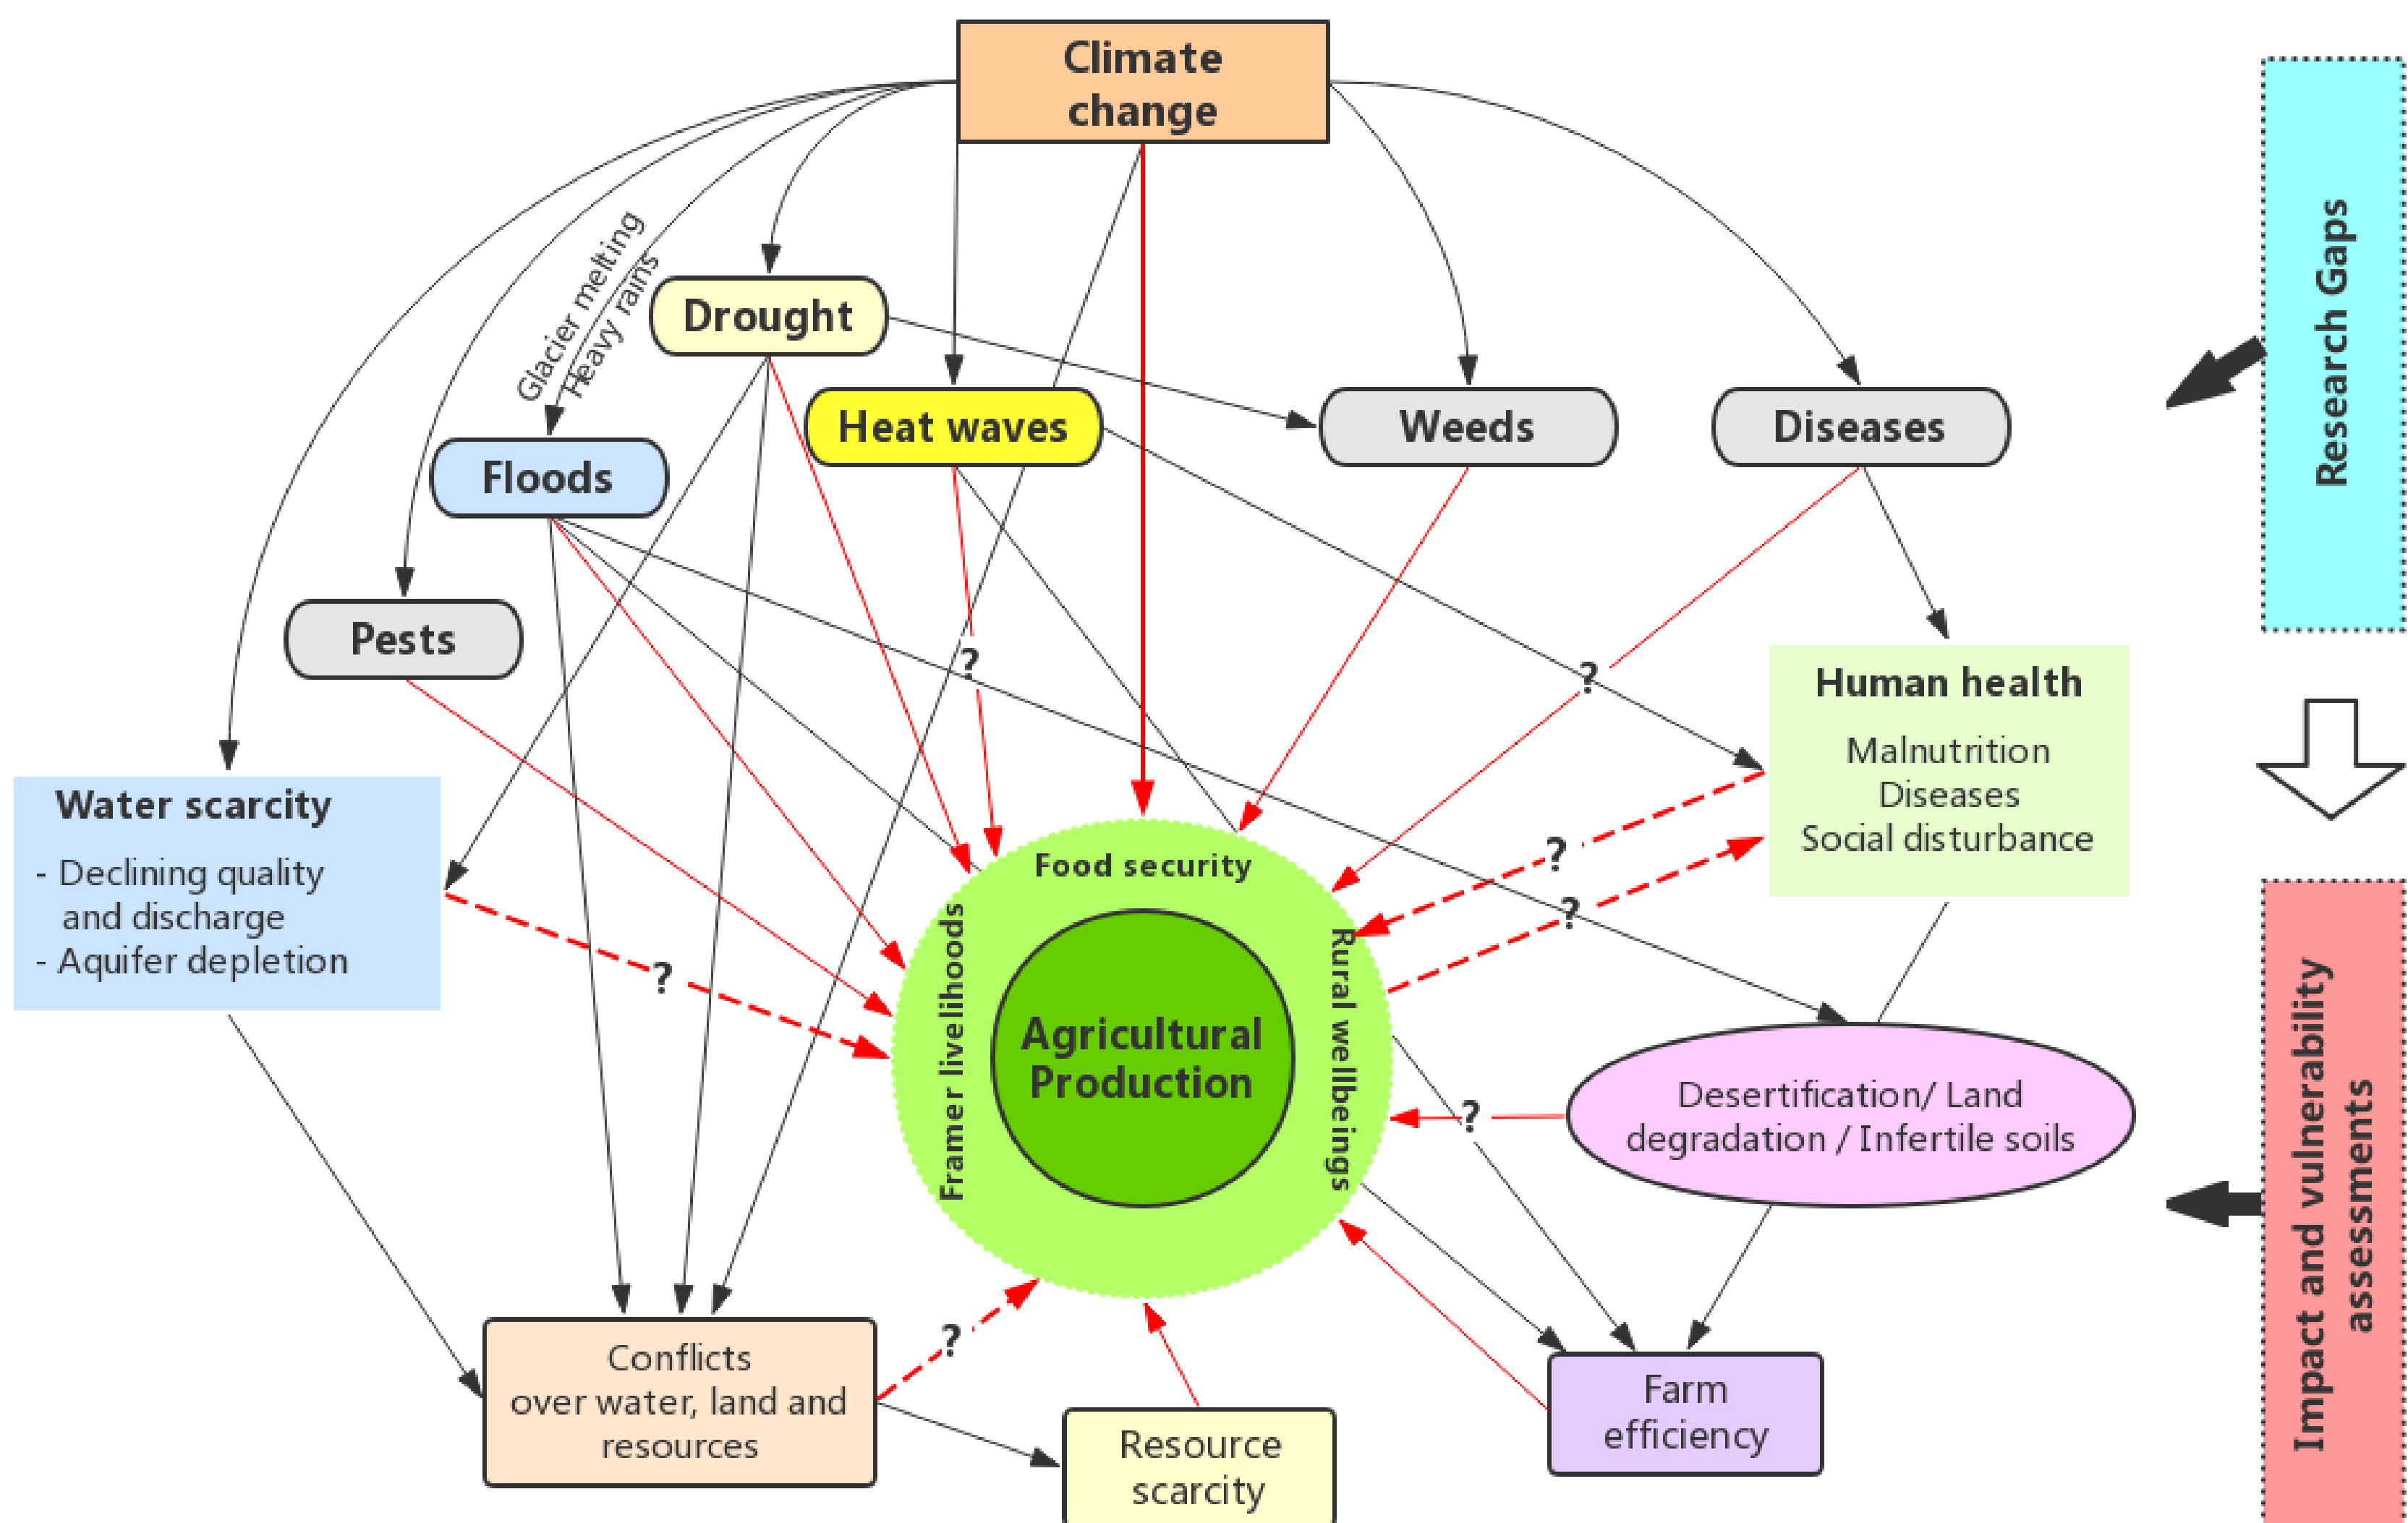 Climate
change
Research Gaps
Glacier melting
Heavy rains
Drought
Heat waves
Weeds
Diseases
Floods
Pests
?
?
Human health
Malnutrition
Diseases
Social disturbance
Water scarcity
- Declining quality
and discharge
- Aquifer depletion
?
?
?
Food security
Framer livelihoods
Rural wellbeings
Agricultural
Production
?
Desertification/ Land
degradation / Infertile soils
Impact and vulnerability
assessments
?
Conflicts
over water, land and
resources
Resource
scarcity
Farm
efficiency